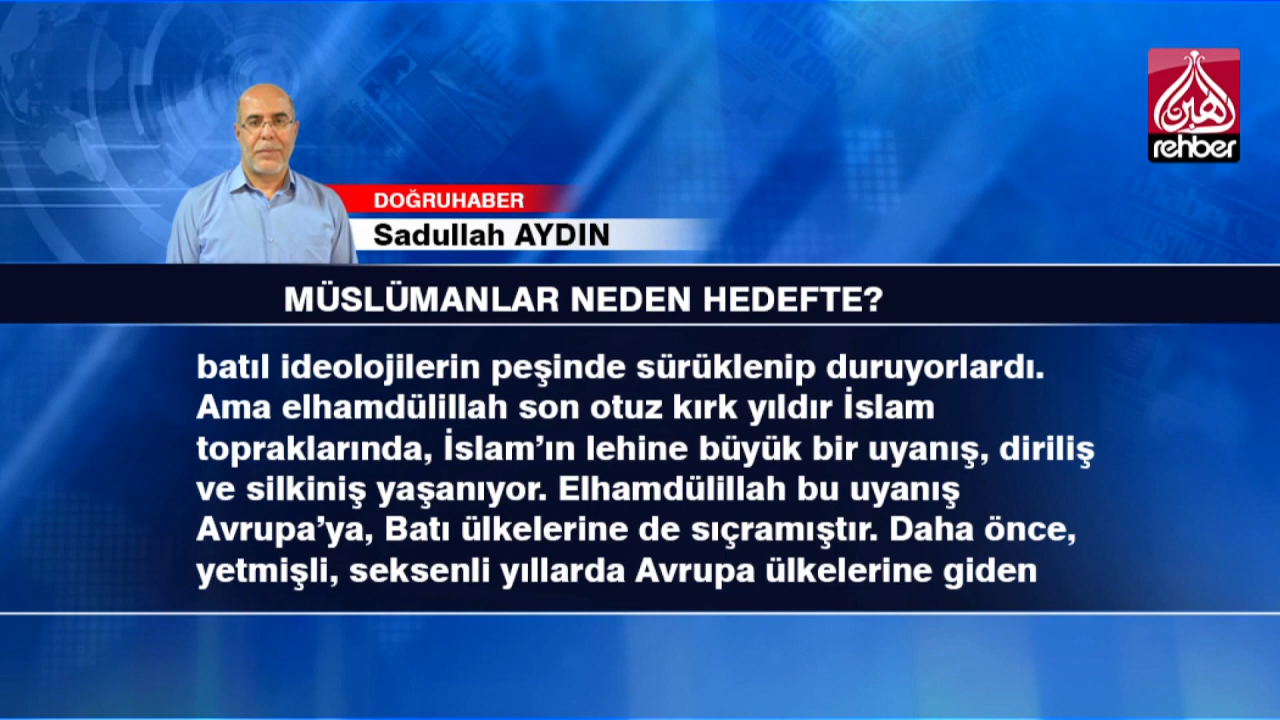 رهبر
rehber
DOĞRUHABER
Sadullah AYDIN
MÜSLÜMANLAR NEDEN HEDEFTE?
batıl ideolojilerin peşinde sürüklenip duruyorlardı.
Ama elhamdülillah son otuz kırk yıldır İslam
topraklarında, İslam’ın lehine büyük bir uyanış, diriliş
ve silkiniş yaşanıyor. Elhamdülillah bu uyanış
Avrupa’ya, Batı ülkelerine de sıçramıştır. Daha önce,
yetmişli, seksenli yıllarda Avrupa ülkelerine giden